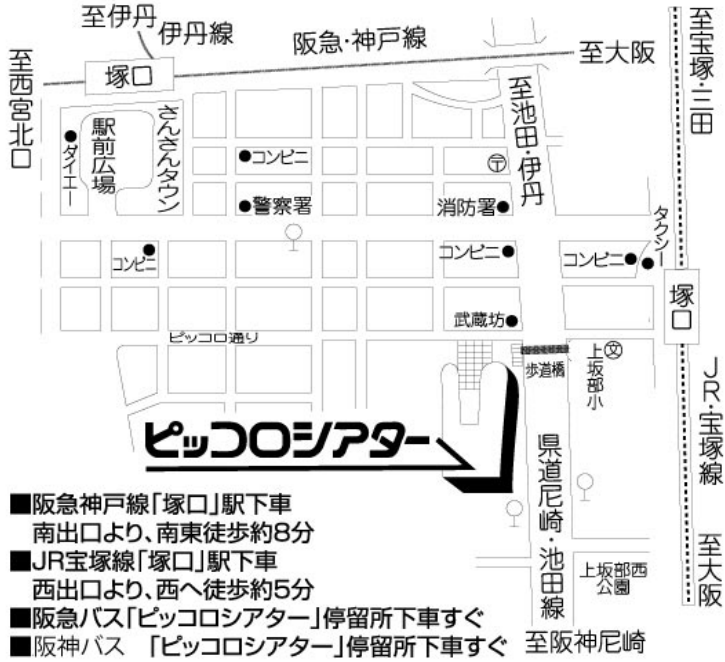 至伊丹
伊丹線
阪急・神戸線
至大阪
至宝塚・三田
至西宮北口
塚口
至池田・伊丹
ダイエー
駅前広場
さんさんタウン
コンビニ
〒
警察署
消防署
タクシー
コンビニ
コンビニ
コンビニ
塚口
武蔵坊
ピッコロ通り
歩道橋
上坂部小
文
JR・宝塚線
ピッコロシアター
県道尼崎・池田線
■阪急神戸線「塚口」駅下車
南出口より、南東徒歩約8分
■JR宝塚線「塚口」駅下車
西出口より、西へ徒歩約5分
上坂部西公園
至大阪
■阪急バス「ピッコロシアター」停留所下車すぐ
■阪神バス 「ピッコロシアター」停留所下車すぐ
至阪神尼崎